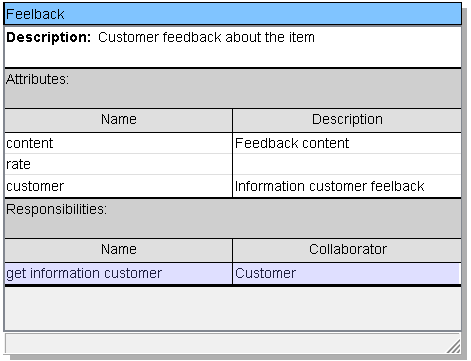 Feelback
Description: Customer feedback about the item
Attributes:
Name Description
content Feedback content
rate
customer Information customer feelback
Responsibilities:
Name Collaborator
get information customer Customer